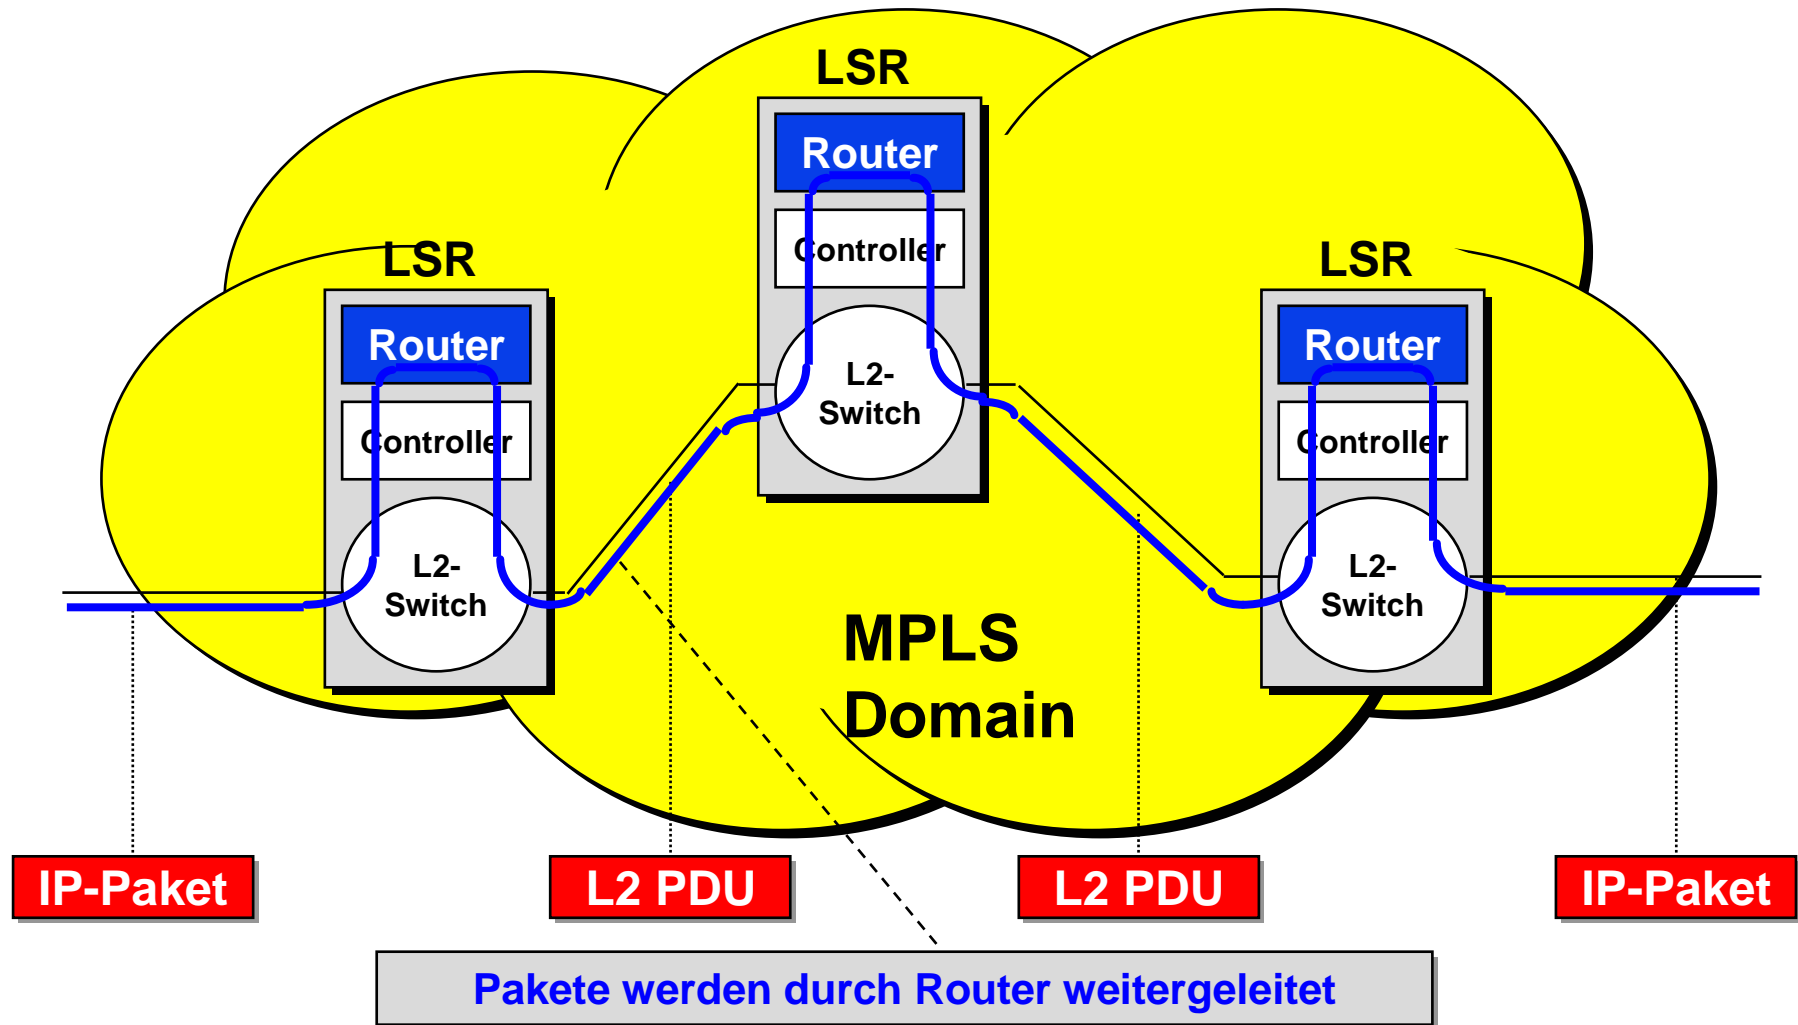 LSR
Router
Controller
L2-
Switch
LSR
Router
Controller
L2-
Switch
LSR
Router
Controller
L2-
Switch
MPLS
Domain
IP-Paket
L2 PDU
L2 PDU
IP-Paket
Pakete werden durch Router weitergeleitet